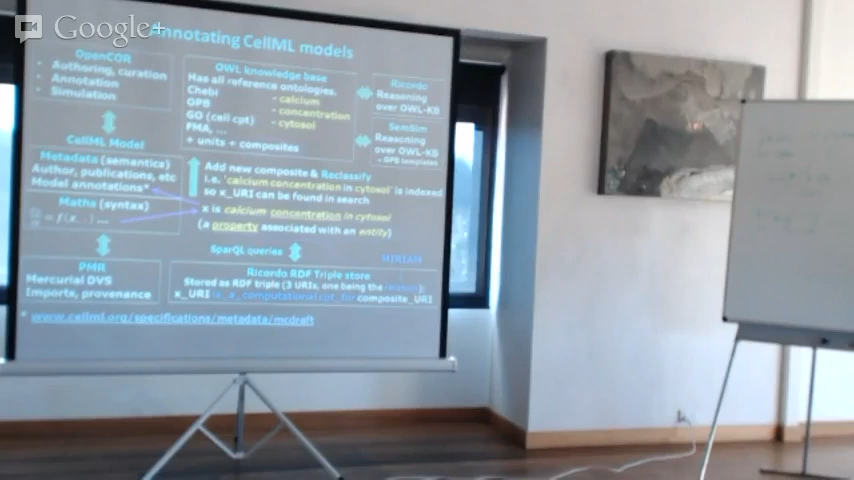 Google+
Annotating CellML models
OpenCOR
• Authoring, curation
• Annotation
• Simulation
CellML Model
Metadata (semantics)
Author, publications, etc
Model annotations*
Maths (syntax)
= f(x...) ...
PMR
Mercurial DVS
Imports, provenance
OWL knowledge base
Has all reference ontologies.
Chebi - calcium
OPB - concentration
GO (cell cpt) - cytosol
FMA, ...
+ units + composites
Ricordo
Reasoning
over OWL-KB
SemSim
Reasoning
over OWL-KB
+ OPB templates
Add new composite & Reclassify
i.e. 'calcium concentration in cytosol' is indexed
so x_URI can be found in search
x is calcium concentration in cytosol
(a property associated with an entity)
SparQL queries
MIRIAM
Ricordo RDF Triple store
Stored as RDF triple (3 URIs, one being the relation):
x_URI is_a_computational_cpt_for composite_URI
* www.cellml.org/specifications/metadata/mcdraft